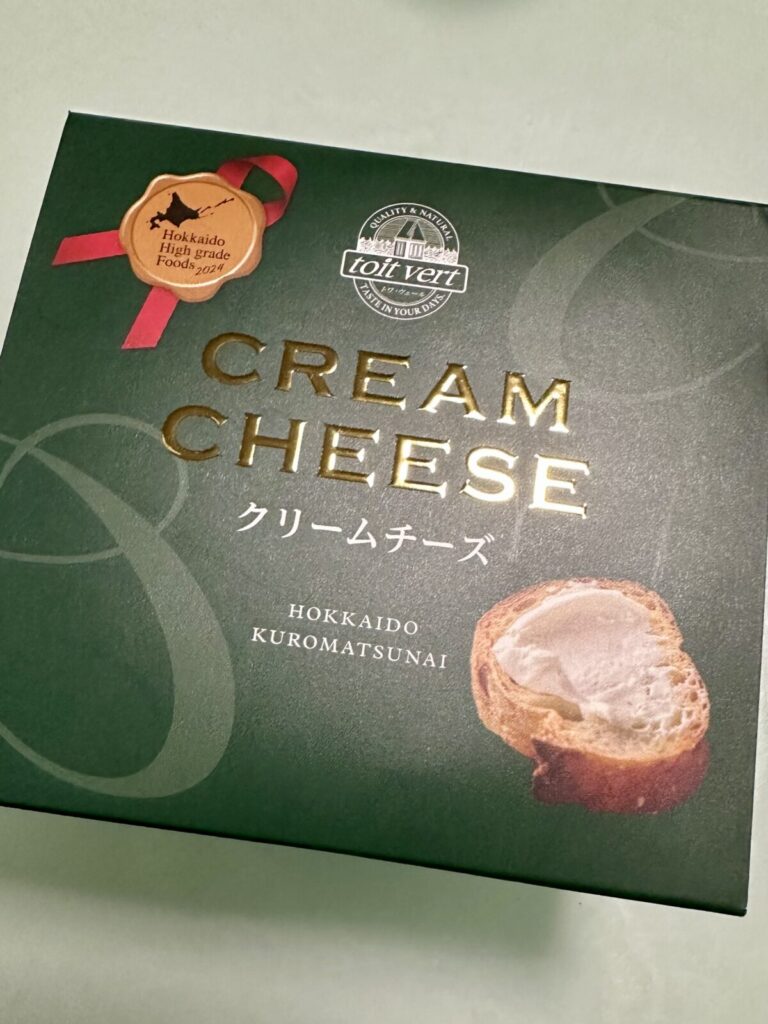 Hokkaido
High grade
Foods 2024
QUALITY & NATURAL
toit vert
トワ・ヴェール
TASTE IN YOUR DAYS.
CREAM
CHEESE
クリームチーズ
HOKKAIDO
KUROMATSUNAI